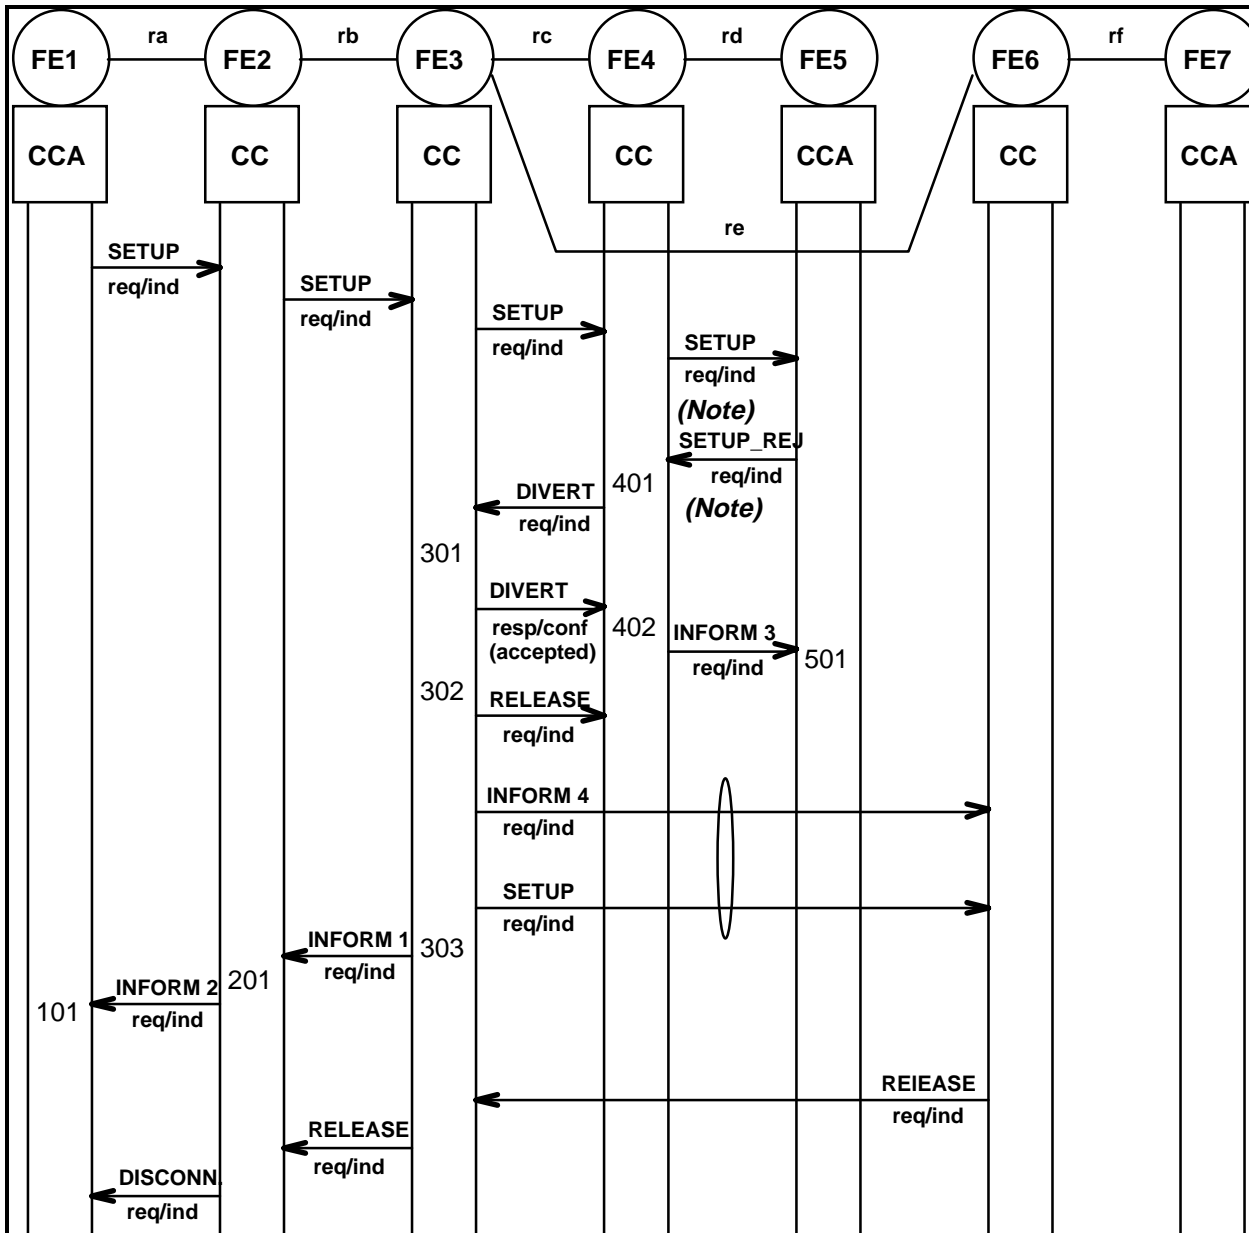 ra rb rc rd rf
FE1 FE2 FE3 FE4 FE5 FE6 FE7
CCA CC CC CC CCA CC CCA
re
SETUP
req/ind
SETUP
req/ind
SETUP
req/ind
SETUP
req/ind
(Note)
SETUP_REJ
req/ind
(Note)
401
DIVERT
req/ind
301
DIVERT
resp/conf
(accepted)
402
INFORM 3
req/ind
501
302
RELEASE
req/ind
INFORM 4
req/ind
SETUP
req/ind
303
INFORM 1
req/ind
201
INFORM 2
req/ind
101
REIEASE
req/ind
RELEASE
req/ind
DISCONN.
req/ind